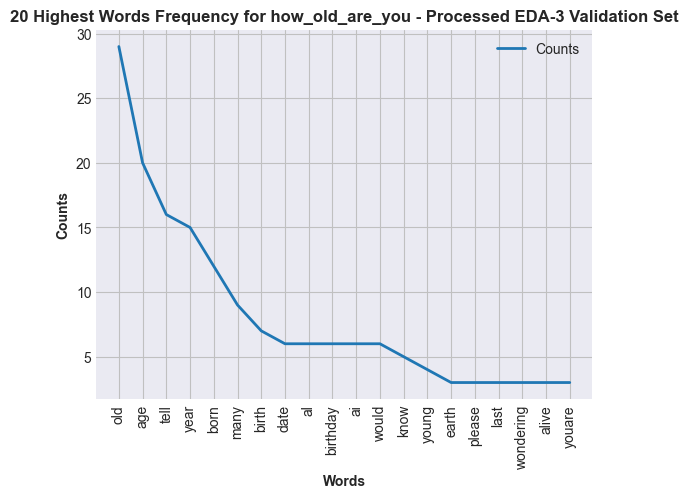 20 Highest Words Frequency for how_old_are_you - Processed EDA-3 Validation Set
Counts
30
25
20
15
10
5
Counts
old
age
tell
year
born
many
birth
date
al
birthday
ai
would
know
young
earth
please
last
wondering
alive
youare
Words